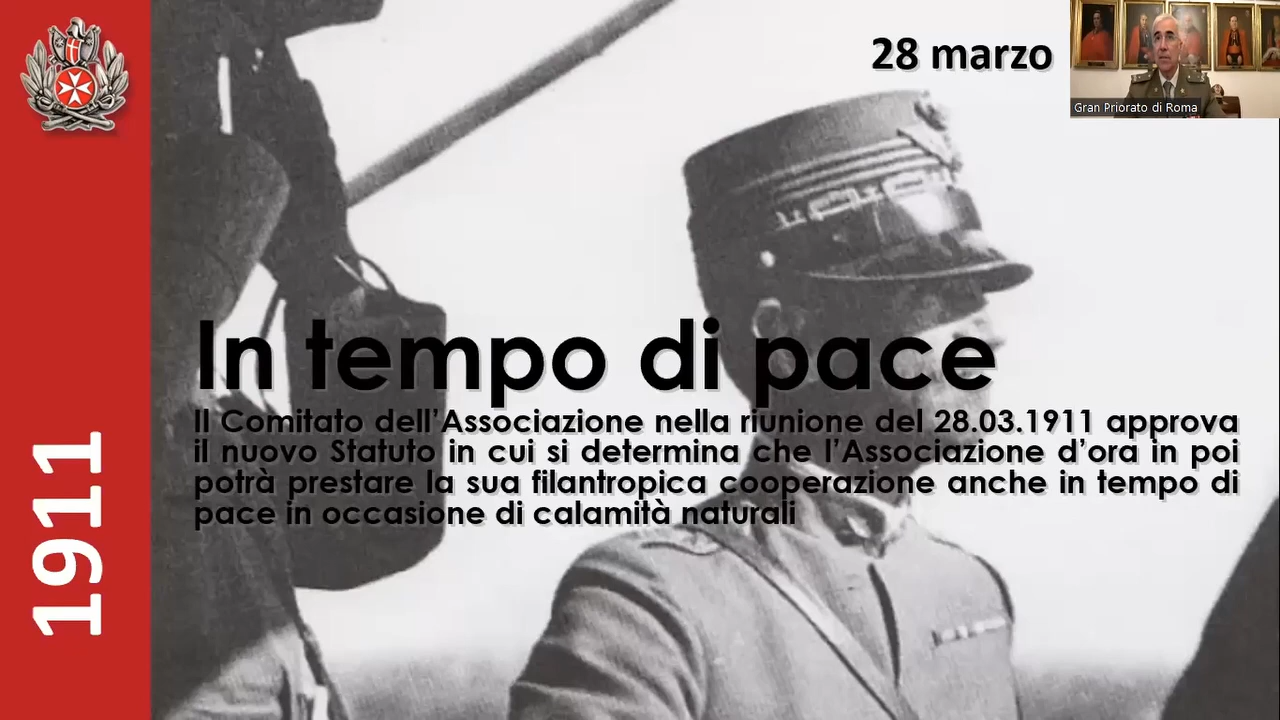 28 marzo
Gran Priorato di Roma
In tempo di pace
Il Comitato dell’Associazione nella riunione del 28.03.1911 approva
il nuovo Statuto in cui si determina che l’Associazione d’ora in poi
potrà prestare la sua filantropica cooperazione anche in tempo di
pace in occasione di calamità naturali
1911